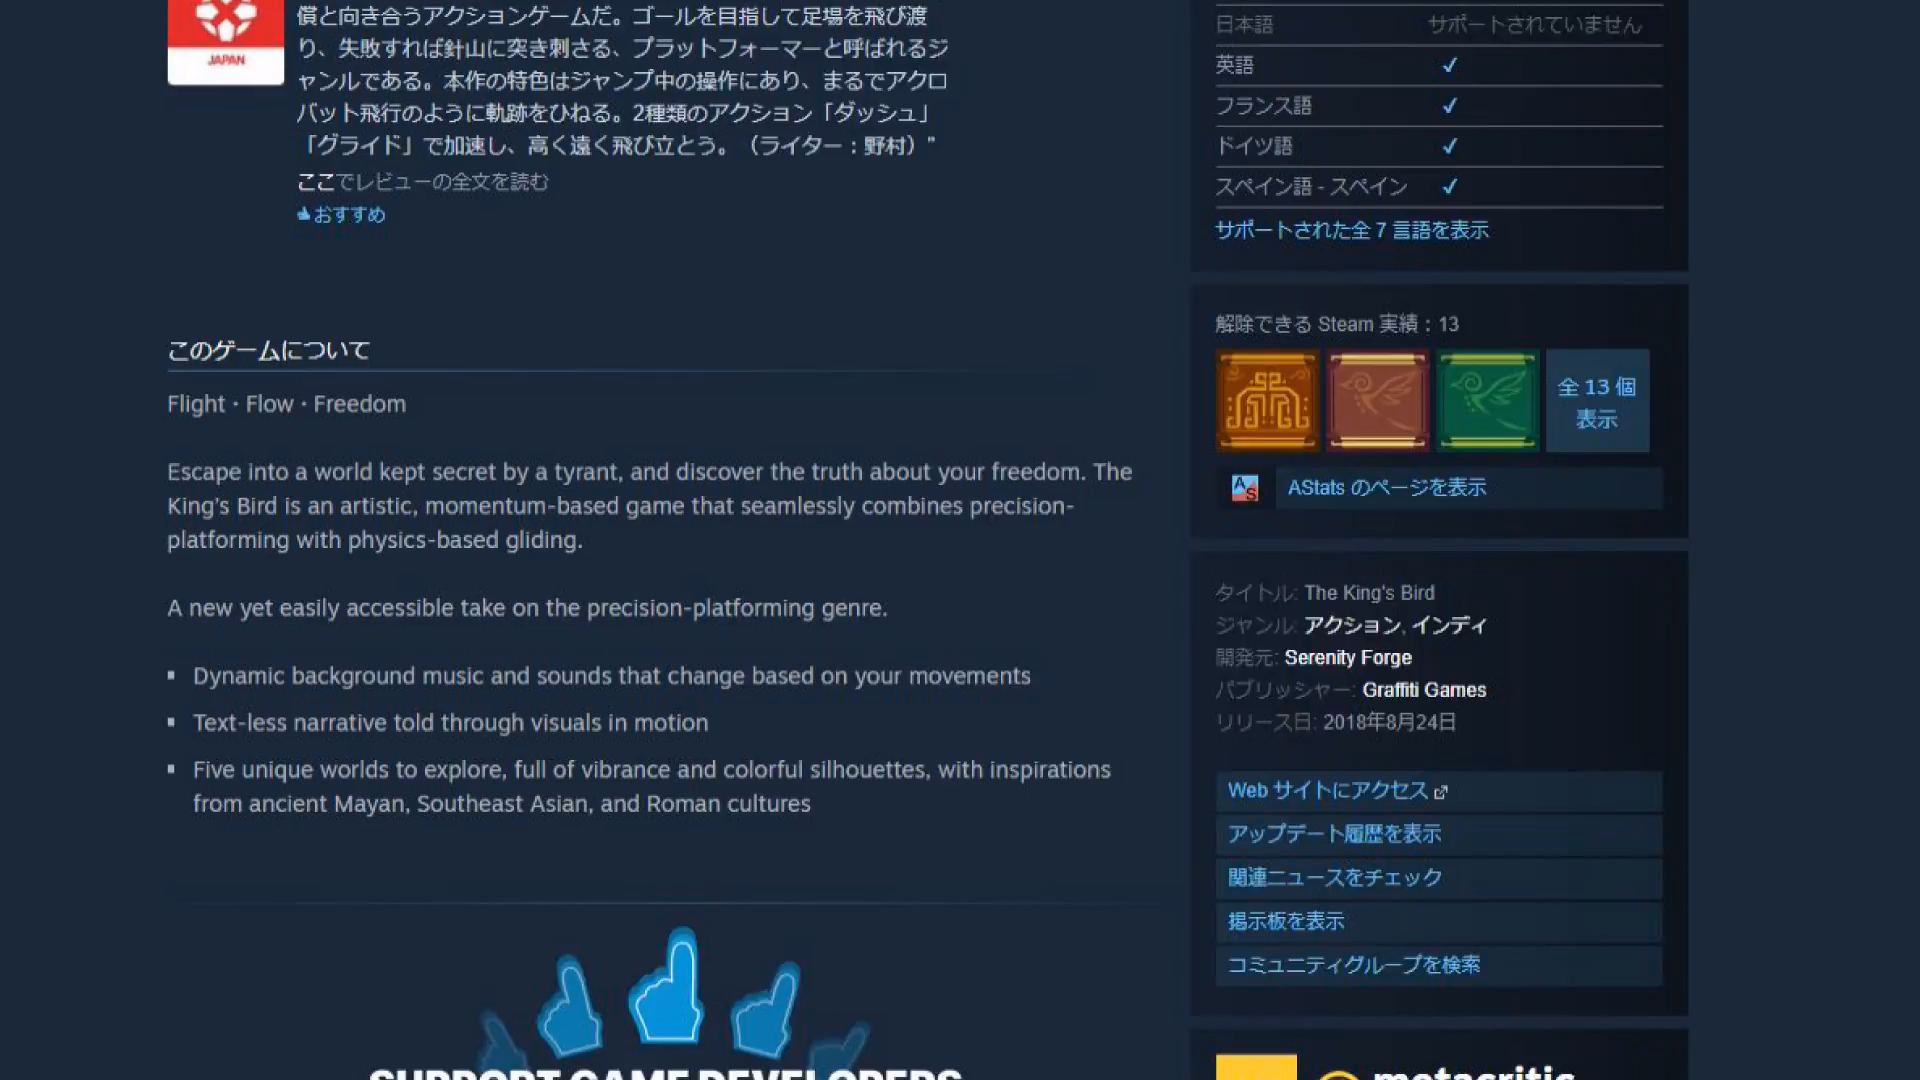 JAPAN
償と向き合うアクションゲームだ。ゴールを目指して足場を飛び渡
り、失敗すれば針山に突き刺さる、プラットフォーマーと呼ばれるジ
ャンルである。本作の特色はジャンプ中の操作にあり、まるでアクロ
バット飛行のように軌跡をひねる。2種類のアクション「ダッシュ」
「グライド」で加速し、高く遠く飛び立とう。（ライター：野村）”
ここでレビューの全文を読む
おすすめ
このゲームについて
Flight · Flow · Freedom
Escape into a world kept secret by a tyrant, and discover the truth about your freedom. The
King's Bird is an artistic, momentum-based game that seamlessly combines precision-
platforming with physics-based gliding.
A new yet easily accessible take on the precision-platforming genre.
▪ Dynamic background music and sounds that change based on your movements
▪ Text-less narrative told through visuals in motion
▪ Five unique worlds to explore, full of vibrance and colorful silhouettes, with inspirations
from ancient Mayan, Southeast Asian, and Roman cultures
SUPPORT GAME DEVELOPERS
日本語 サポートされていません
英語 ✓
フランス語 ✓
ドイツ語 ✓
スペイン語 - スペイン ✓
サポートされた全 7 言語を表示
解除できる Steam 実績：13
全 13 個
表示
AS
AStats のページを表示
タイトル: The King's Bird
ジャンル: アクション, インディ
開発元: Serenity Forge
パブリッシャー: Graffiti Games
リリース日: 2018年8月24日
Web サイトにアクセス
アップデート履歴を表示
関連ニュースをチェック
掲示板を表示
コミュニティグループを検索
metacritic